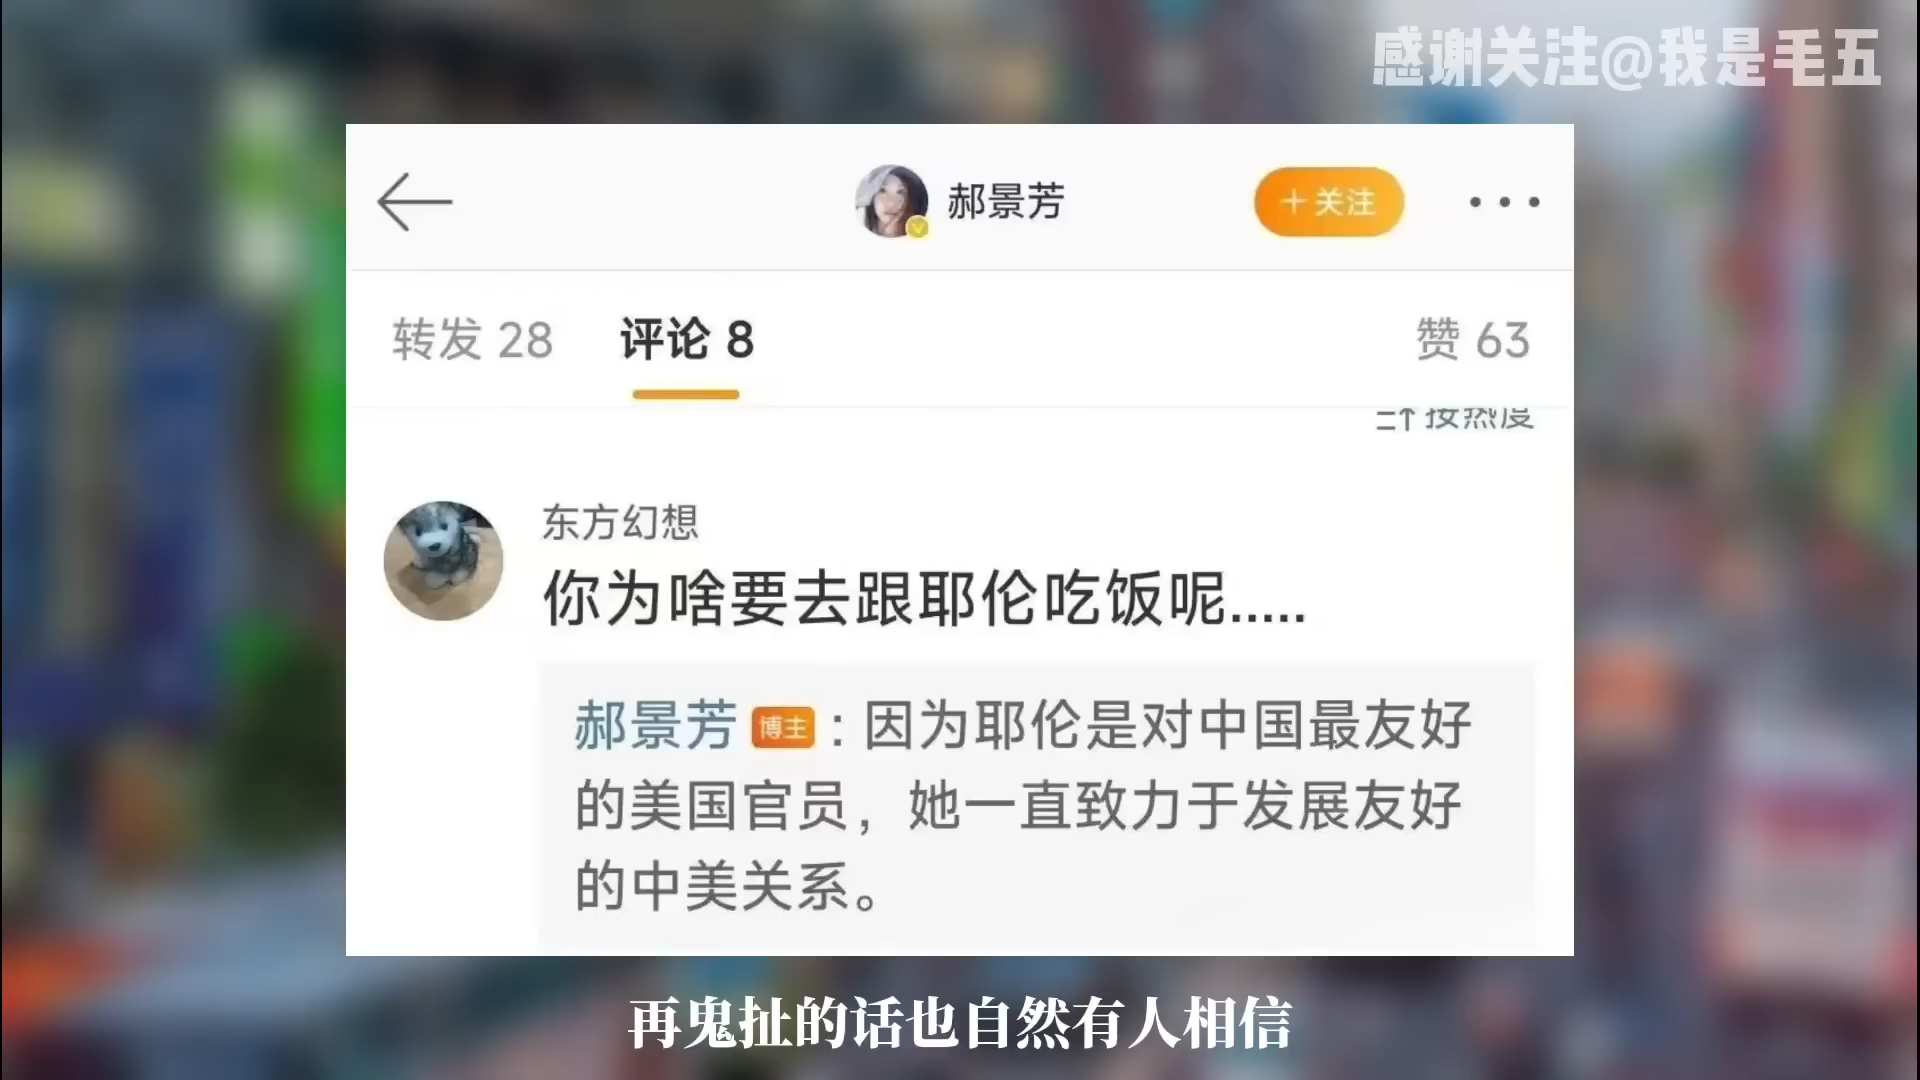 感谢关注@我是毛五
郝景芳
+关注
转发 28
评论 8
赞 63
按热度
东方幻想
你为啥要去跟耶伦吃饭呢.....
郝景芳 博主：因为耶伦是对中国最友好
的美国官员，她一直致力于发展友好
的中美关系。
再鬼扯的话也自然有人相信